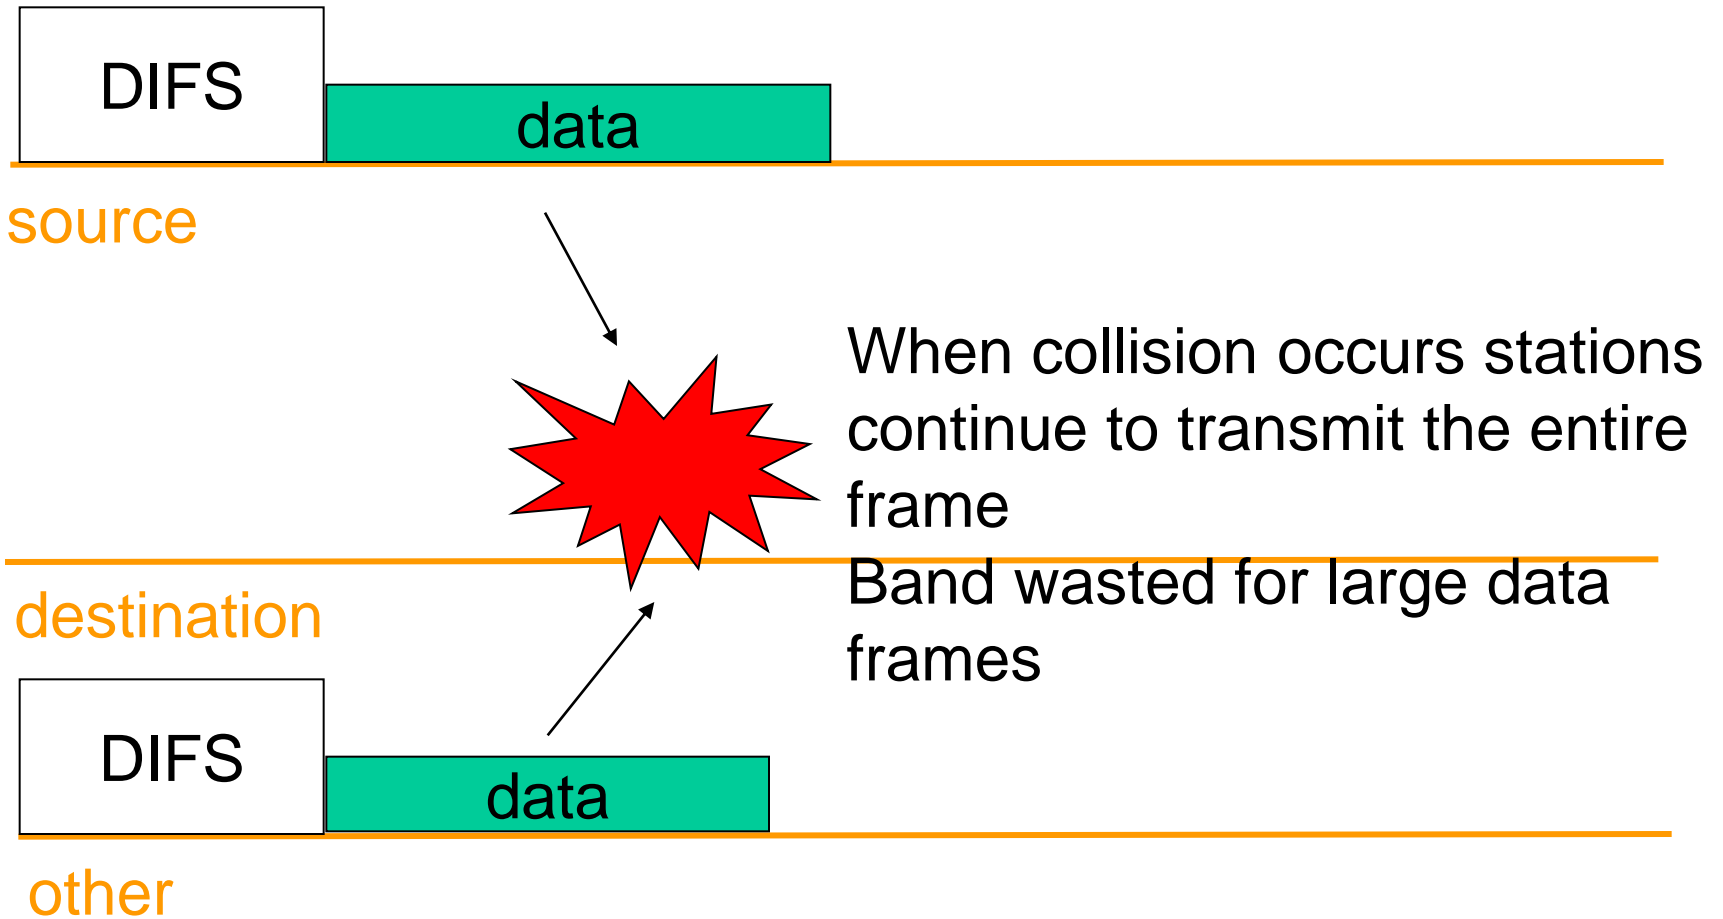 DIFS
data
source
When collision occurs stations
continue to transmit the entire
frame
Band wasted for large data
frames
destination
DIFS
data
other